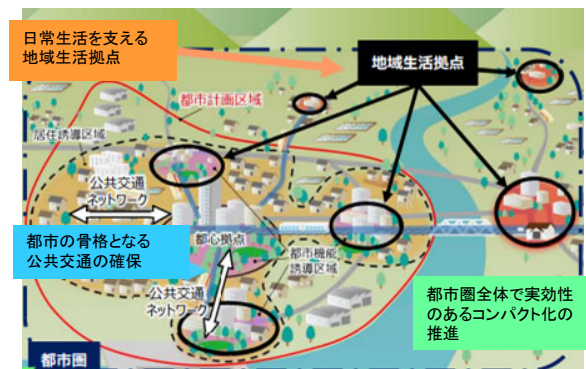 日常生活を支える
地域生活拠点
地域生活拠点
都市計画区域
居住誘導区域
公共交通
ネットワーク
都市の骨格となる
公共交通の確保
都心拠点
都市機能
誘導区域
公共交通
ネットワーク
都市圏全体で実効性
のあるコンパクト化の
推進
都市圏